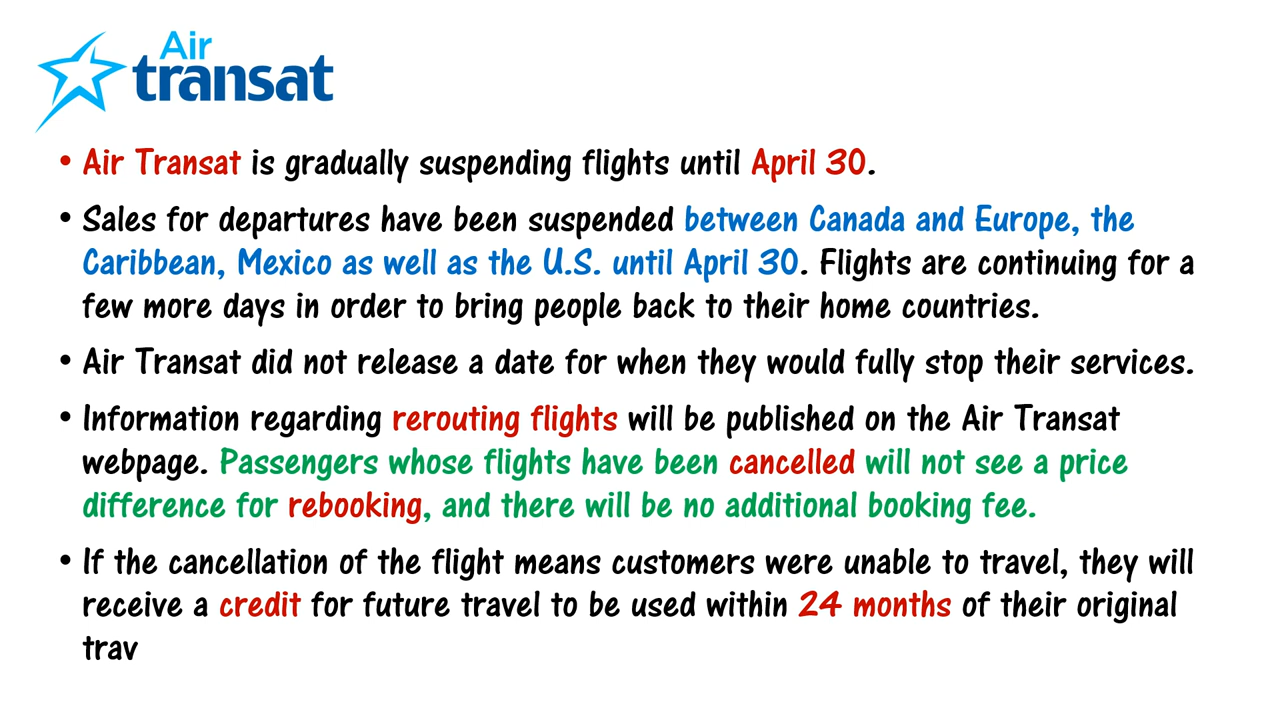 Air
transat
• Air Transat is gradually suspending flights until April 30.
• Sales for departures have been suspended between Canada and Europe, the
Caribbean, Mexico as well as the U.S. until April 30. Flights are continuing for a
few more days in order to bring people back to their home countries.
• Air Transat did not release a date for when they would fully stop their services.
• Information regarding rerouting flights will be published on the Air Transat
webpage. Passengers whose flights have been cancelled will not see a price
difference for rebooking, and there will be no additional booking fee.
• If the cancellation of the flight means customers were unable to travel, they will
receive a credit for future travel to be used within 24 months of their original
trav